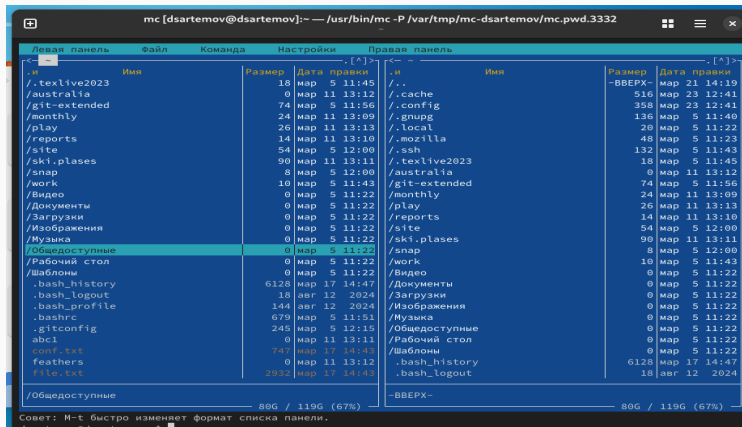 mc [dsartemov@dsartemov]:~ — /usr/bin/mc -P /var/tmp/mc-dsartemov/mc.pwd.3332
~
Левая панель Файл Команда Настройки Правая панель
<— ~ .[^]> <— ~ .[^]>
.и Имя Размер Дата правки .и Имя Размер Дата правки
/.texlive2023 18 мар 5 11:45 /.. -ВВЕРХ- мар 21 14:19
/australia 0 мар 11 13:12 /.cache 516 мар 23 12:41
/git-extended 74 мар 5 11:56 /.config 358 мар 23 12:41
/monthly 24 мар 11 13:09 /.gnupg 136 мар 5 11:40
/play 26 мар 11 13:13 /.local 20 мар 5 11:22
/reports 14 мар 11 13:10 /.mozilla 48 мар 5 11:23
/site 54 мар 5 12:00 /.ssh 132 мар 5 11:43
/ski.plases 90 мар 11 13:11 /.texlive2023 18 мар 5 11:45
/snap 8 мар 5 12:00 /australia 0 мар 11 13:12
/work 10 мар 5 11:43 /git-extended 74 мар 5 11:56
/Видео 0 мар 5 11:22 /monthly 24 мар 11 13:09
/Документы 0 мар 5 11:22 /play 26 мар 11 13:13
/Загрузки 0 мар 5 11:22 /reports 14 мар 11 13:10
/Изображения 0 мар 5 11:22 /site 54 мар 5 12:00
/Музыка 0 мар 5 11:22 /ski.plases 90 мар 11 13:11
/Общедоступные 0 мар 5 11:22 /snap 8 мар 5 12:00
/Рабочий стол 0 мар 5 11:22 /work 10 мар 5 11:43
/Шаблоны 0 мар 5 11:22 /Видео 0 мар 5 11:22
.bash_history 6128 мар 17 14:47 /Документы 0 мар 5 11:22
.bash_logout 18 авг 12 2024 /Загрузки 0 мар 5 11:22
.bash_profile 144 авг 12 2024 /Изображения 0 мар 5 11:22
.bashrc 679 мар 5 11:51 /Музыка 0 мар 5 11:22
.gitconfig 245 мар 5 12:15 /Общедоступные 0 мар 5 11:22
abc1 0 мар 11 13:11 /Рабочий стол 0 мар 5 11:22
conf.txt 747 мар 17 14:43 /Шаблоны 0 мар 5 11:22
feathers 0 мар 11 13:12 .bash_history 6128 мар 17 14:47
file.txt 2932 мар 17 14:43 .bash_logout 18 авг 12 2024
/Общедоступные -ВВЕРХ-
80G / 119G (67%) 80G / 119G (67%)
Совет: M-t быстро изменяет формат списка панели.